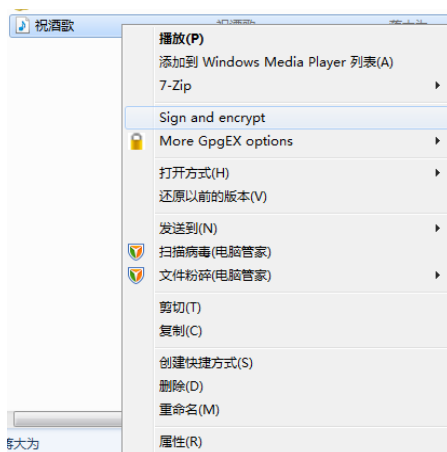 祝酒歌
播放(P)
添加到 Windows Media Player 列表(A)
7-Zip
Sign and encrypt
More GpgEX options
打开方式(H)
还原以前的版本(V)
发送到(N)
扫描病毒(电脑管家)
文件粉碎(电脑管家)
剪切(T)
复制(C)
创建快捷方式(S)
删除(D)
重命名(M)
属性(R)
大为